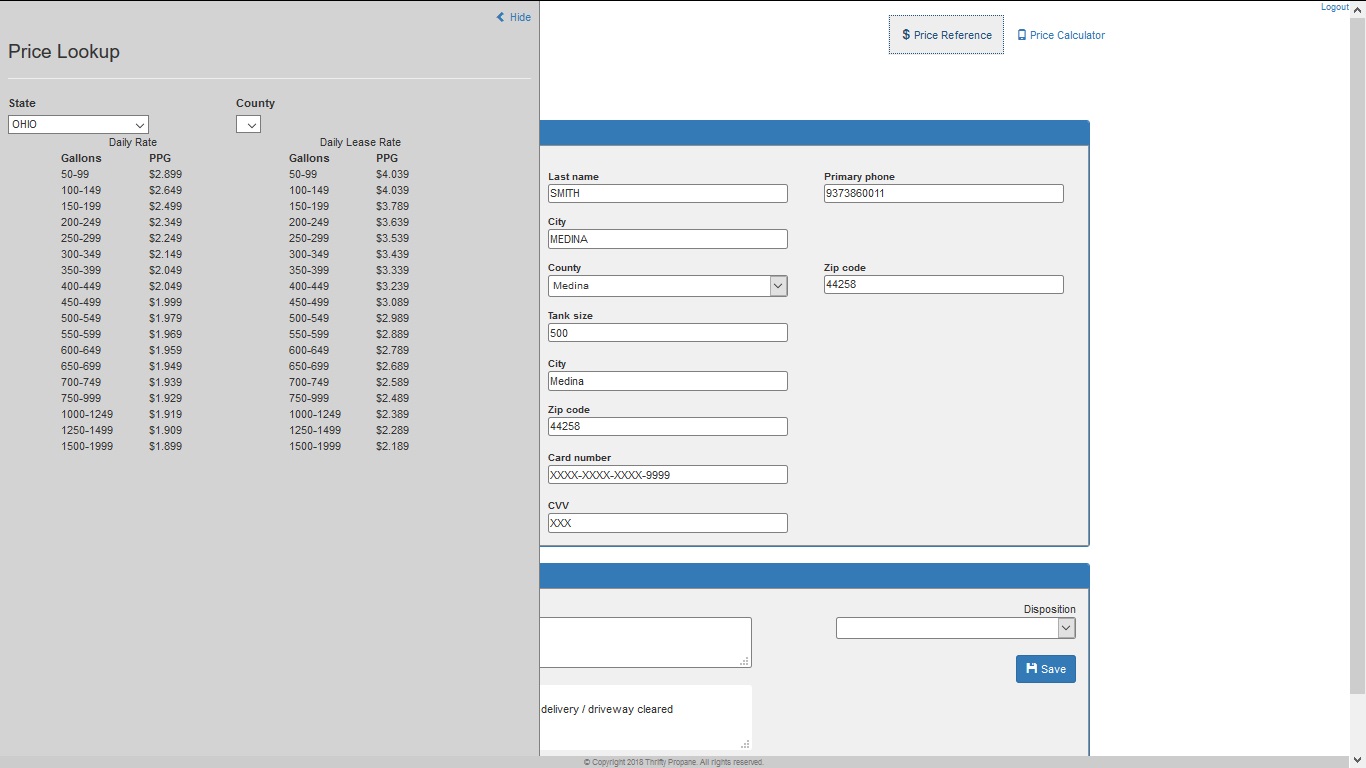 Logout
Hide
$ Price Reference
Price Calculator
Price Lookup
State County
OHIO
Daily Rate Daily Lease Rate
Gallons PPG Gallons PPG
50-99 $2.899 50-99 $4.039
100-149 $2.649 100-149 $4.039
150-199 $2.499 150-199 $3.789
200-249 $2.349 200-249 $3.639
250-299 $2.249 250-299 $3.539
300-349 $2.149 300-349 $3.439
350-399 $2.049 350-399 $3.339
400-449 $2.049 400-449 $3.239
450-499 $1.999 450-499 $3.089
500-549 $1.979 500-549 $2.989
550-599 $1.969 550-599 $2.889
600-649 $1.959 600-649 $2.789
650-699 $1.949 650-699 $2.689
700-749 $1.939 700-749 $2.589
750-999 $1.929 750-999 $2.489
1000-1249 $1.919 1000-1249 $2.389
1250-1499 $1.909 1250-1499 $2.289
1500-1999 $1.899 1500-1999 $2.189
Last name Primary phone
SMITH 9373860011
City
MEDINA
County Zip code
Medina 44258
Tank size
500
City
Medina
Zip code
44258
Card number
XXXX-XXXX-XXXX-9999
CVV
XXX
Disposition
Save
delivery / driveway cleared
© Copyright 2018 Thrifty Propane. All rights reserved.